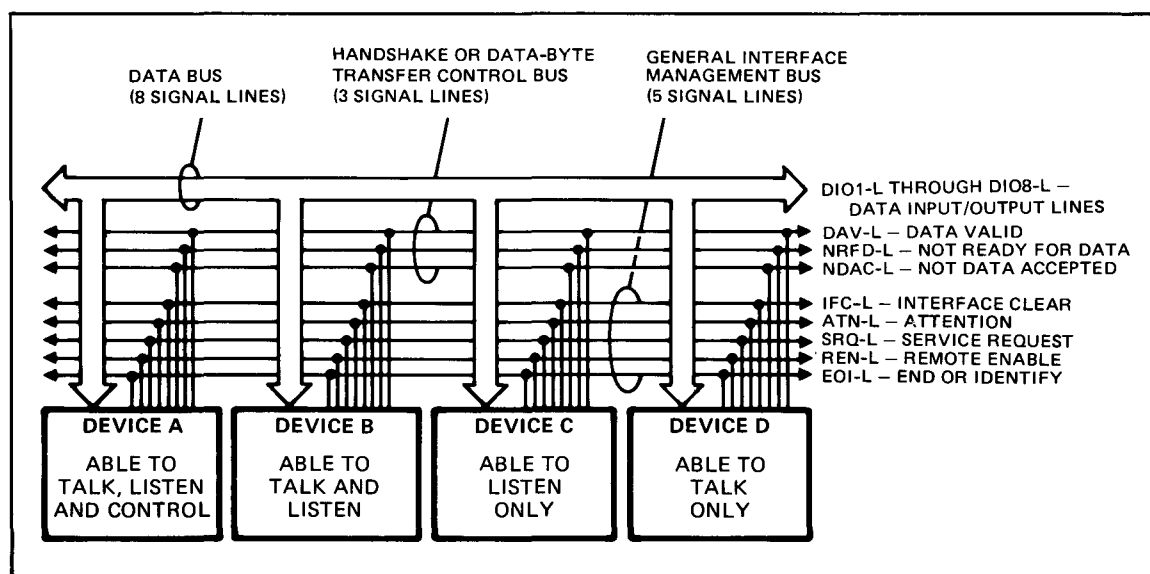 DATA BUS
(8 SIGNAL LINES)
HANDSHAKE OR DATA-BYTE
TRANSFER CONTROL BUS
(3 SIGNAL LINES)
GENERAL INTERFACE
MANAGEMENT BUS
(5 SIGNAL LINES)
DIO1-L THROUGH DIO8-L –
DATA INPUT/OUTPUT LINES
DAV-L – DATA VALID
NRFD-L – NOT READY FOR DATA
NDAC-L – NOT DATA ACCEPTED
IFC-L – INTERFACE CLEAR
ATN-L – ATTENTION
SRQ-L – SERVICE REQUEST
REN-L – REMOTE ENABLE
EOI-L – END OR IDENTIFY
DEVICE A
ABLE TO
TALK, LISTEN
AND CONTROL
DEVICE B
ABLE TO
TALK AND
LISTEN
DEVICE C
ABLE TO
LISTEN
ONLY
DEVICE D
ABLE TO
TALK
ONLY